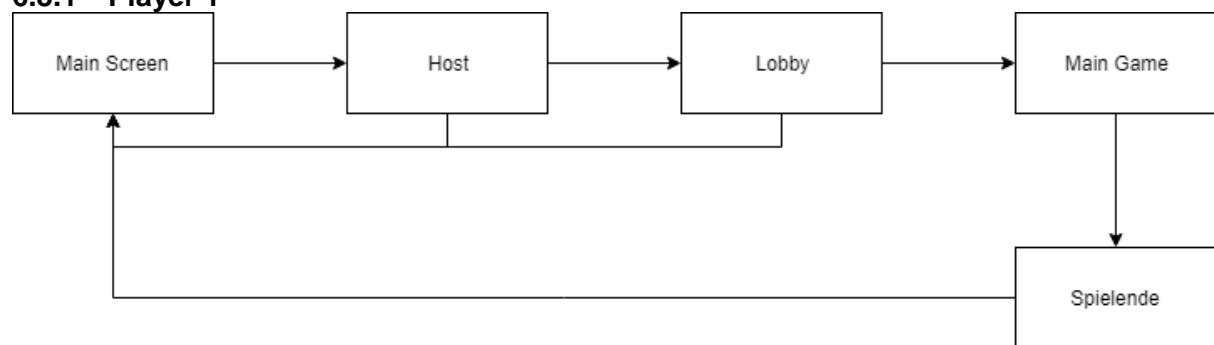 Player 1
Main Screen
Host
Lobby
Main Game
Spielende